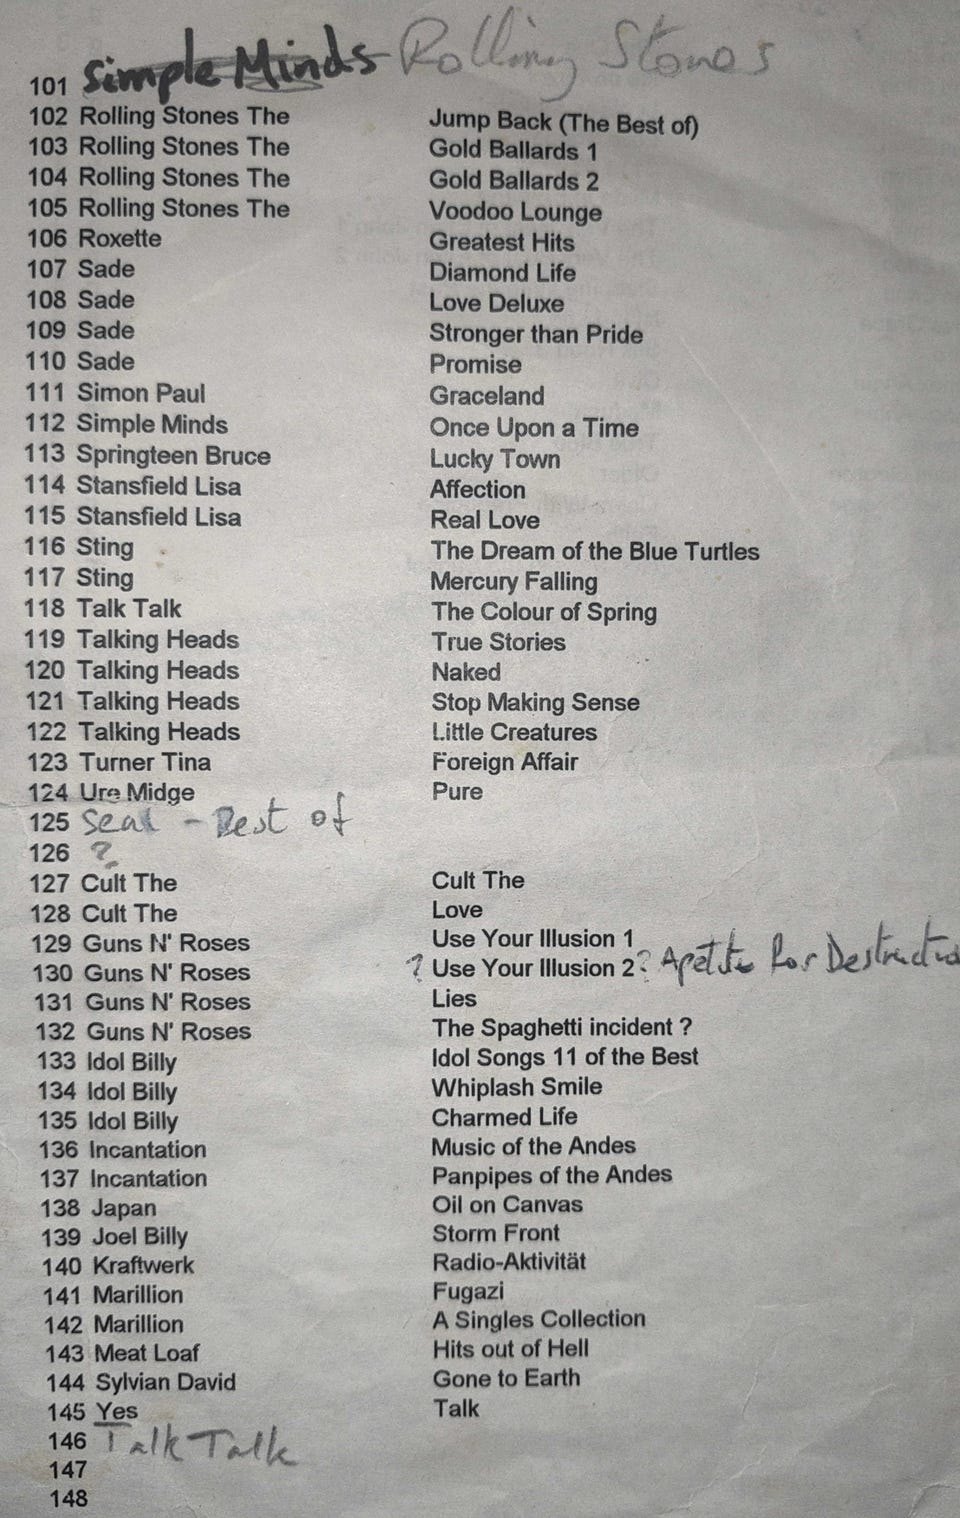 101 Simple Minds Rolling Stones
102 Rolling Stones The Jump Back (The Best of)
103 Rolling Stones The Gold Ballards 1
104 Rolling Stones The Gold Ballards 2
105 Rolling Stones The Voodoo Lounge
106 Roxette Greatest Hits
107 Sade Diamond Life
108 Sade Love Deluxe
109 Sade Stronger than Pride
110 Sade Promise
111 Simon Paul Graceland
112 Simple Minds Once Upon a Time
113 Springteen Bruce Lucky Town
114 Stansfield Lisa Affection
115 Stansfield Lisa Real Love
116 Sting The Dream of the Blue Turtles
117 Sting Mercury Falling
118 Talk Talk The Colour of Spring
119 Talking Heads True Stories
120 Talking Heads Naked
121 Talking Heads Stop Making Sense
122 Talking Heads Little Creatures
123 Turner Tina Foreign Affair
124 Ure Midge Pure
125 Seal - Best of
126 ?
127 Cult The Cult The
128 Cult The Love
129 Guns N' Roses Use Your Illusion 1
130 Guns N' Roses ? Use Your Illusion 2 ? Apetite for Destruction
131 Guns N' Roses Lies
132 Guns N' Roses The Spaghetti incident ?
133 Idol Billy Idol Songs 11 of the Best
134 Idol Billy Whiplash Smile
135 Idol Billy Charmed Life
136 Incantation Music of the Andes
137 Incantation Panpipes of the Andes
138 Japan Oil on Canvas
139 Joel Billy Storm Front
140 Kraftwerk Radio-Aktivität
141 Marillion Fugazi
142 Marillion A Singles Collection
143 Meat Loaf Hits out of Hell
144 Sylvian David Gone to Earth
145 Yes Talk
146 Talk Talk
147
148